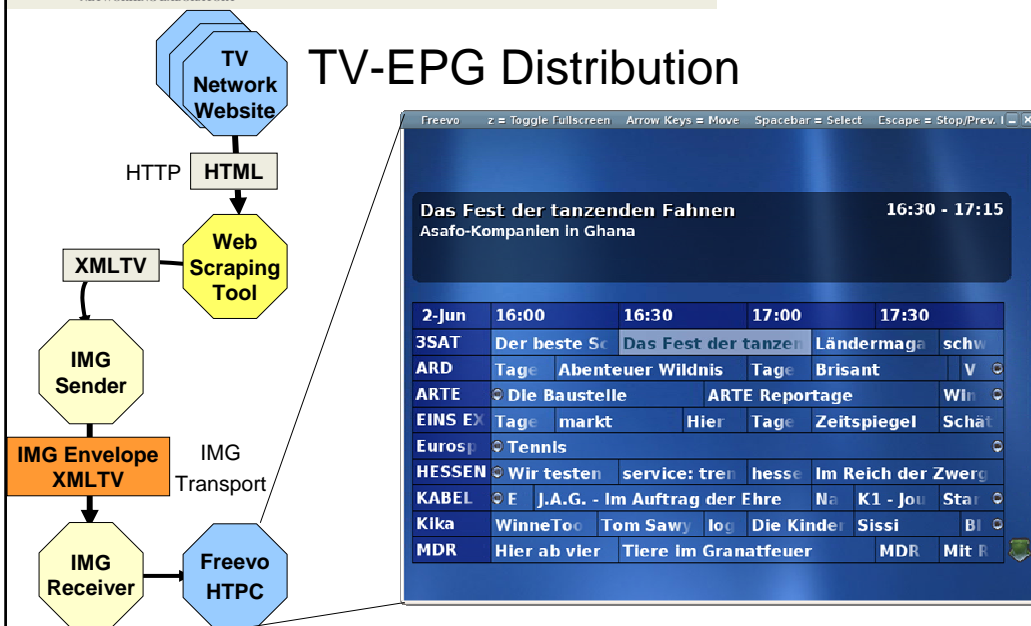 TV-EPG Distribution
TV
Network
Website
HTTP
HTML
Web
Scraping
Tool
XMLTV
IMG
Sender
IMG Envelope
XMLTV
IMG
Transport
IMG
Receiver
Freevo
HTPC
Freevo z = Toggle Fullscreen Arrow Keys = Move Spacebar = Select Escape = Stop/Prev.
Das Fest der tanzenden Fahnen 16:30 - 17:15
Asafo-Kompanien in Ghana
2-Jun 16:00 16:30 17:00 17:30
3SAT Der beste Sc Das Fest der tanzen Ländermaga schw
ARD Tage Abenteuer Wildnis Tage Brisant V
ARTE Die Baustelle ARTE Reportage Win
EINS EX Tage markt Hier Tage Zeitspiegel Schät
Eurosp Tennis
HESSEN Wir testen service: tren hesse Im Reich der Zwerg
KABEL E J.A.G. - Im Auftrag der Ehre Na K1 - Jou Star
Kika WinneToo Tom Sawy log Die Kinder Sissi Bl
MDR Hier ab vier Tiere im Granatfeuer MDR Mit R